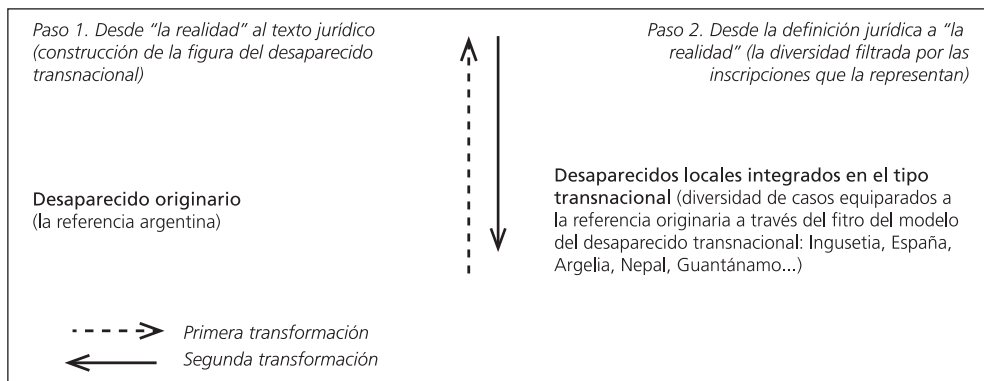 Paso 1. Desde “la realidad” al texto jurídico
(construcción de la figura del desaparecido
transnacional)
Paso 2. Desde la definición jurídica a “la
realidad” (la diversidad filtrada por las
inscripciones que la representan)
Desaparecido originario
(la referencia argentina)
Desaparecidos locales integrados en el tipo
transnacional (diversidad de casos equiparados a
la referencia originaria a través del fitro del modelo
del desaparecido transnacional: Ingusetia, España,
Argelia, Nepal, Guantánamo...)
Primera transformación
Segunda transformación